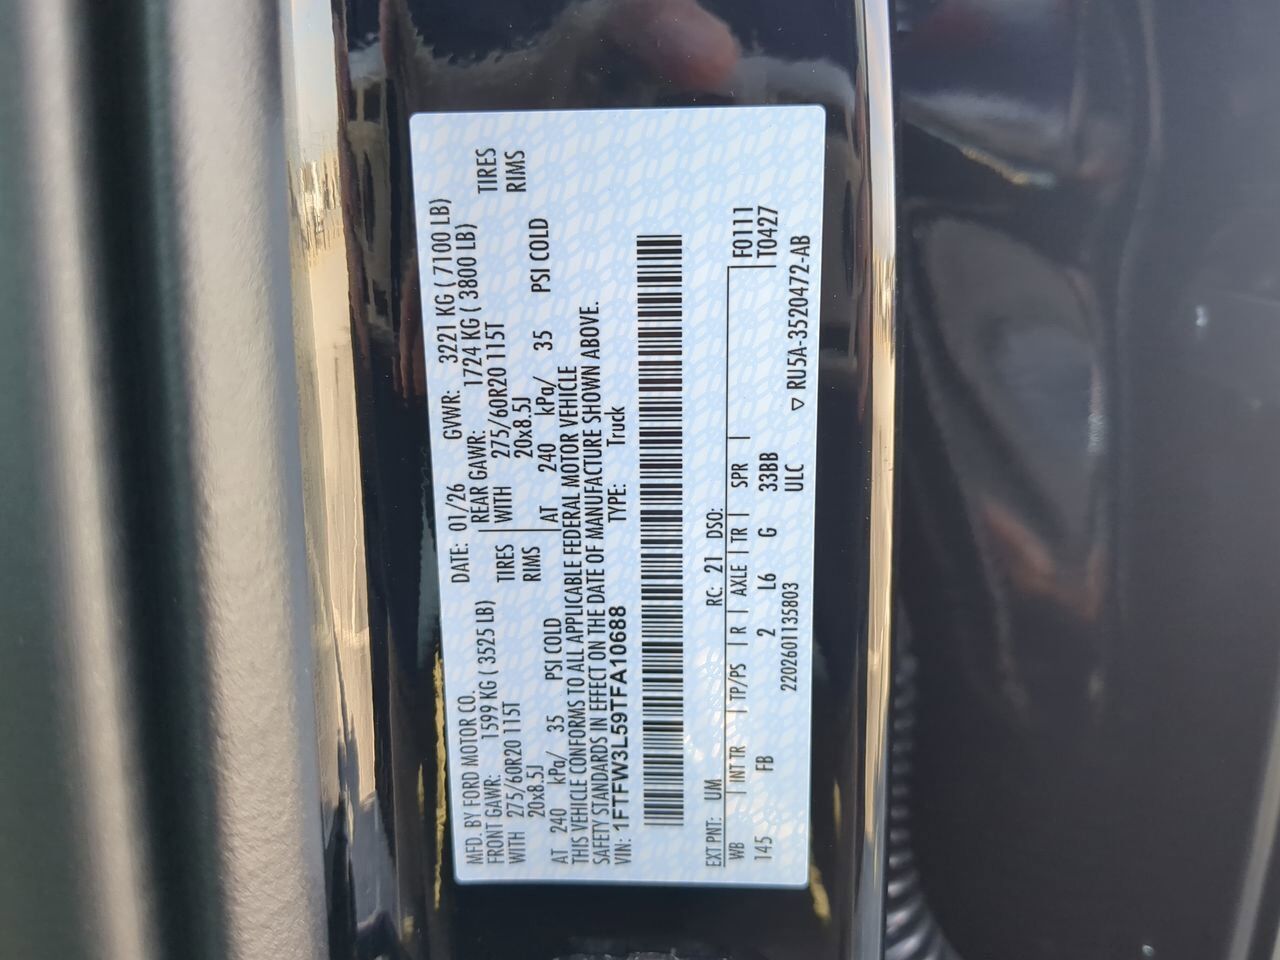 MFD. BY FORD MOTOR CO. DATE: 01/26 GVWR: 3221 KG ( 7100 LB)
FRONT GAWR: 1599 KG ( 3525 LB) REAR GAWR: 1724 KG ( 3800 LB)
WITH 275/60R20 115T TIRES WITH 275/60R20 115T TIRES
20x8.5J RIMS 20x8.5J RIMS
AT 240 kPa/ 35 PSI COLD AT 240 kPa/ 35 PSI COLD
THIS VEHICLE CONFORMS TO ALL APPLICABLE FEDERAL MOTOR VEHICLE
SAFETY STANDARDS IN EFFECT ON THE DATE OF MANUFACTURE SHOWN ABOVE.
VIN: 1FTFW3L59TFA10688 TYPE: Truck
EXT PNT: UM RC: 21 DSO:
WB | INT TR | TP/PS | R | AXLE | TR | SPR | F0111
145 FB 2 L6 G 33BB T0427
2202601135803 ULC ▽ RU5A-3520472-AB